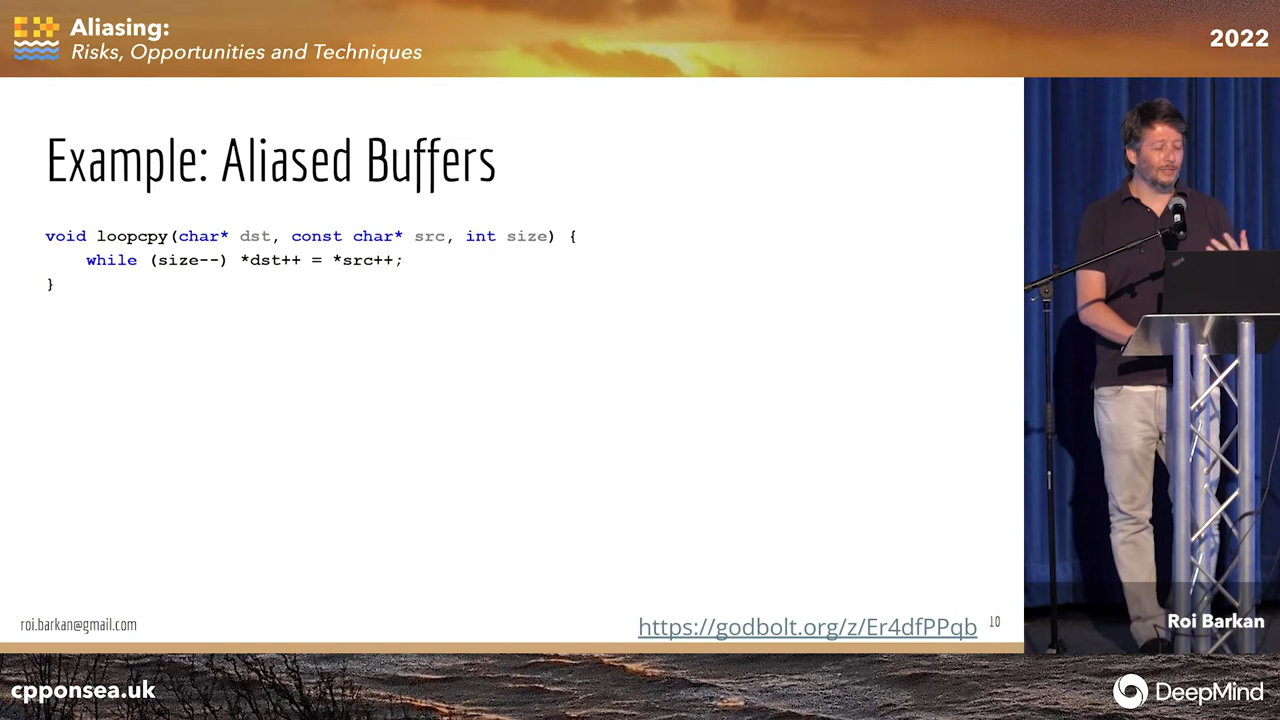 Aliasing:
Risks, Opportunities and Techniques
2022
Example: Aliased Buffers
void loopcpy(char* dst, const char* src, int size) {
    while (size--) *dst++ = *src++;
}
roi.barkan@gmail.com
https://godbolt.org/z/Er4dfPPqb
10
Roi Barkan
cpponsea.uk
DeepMind